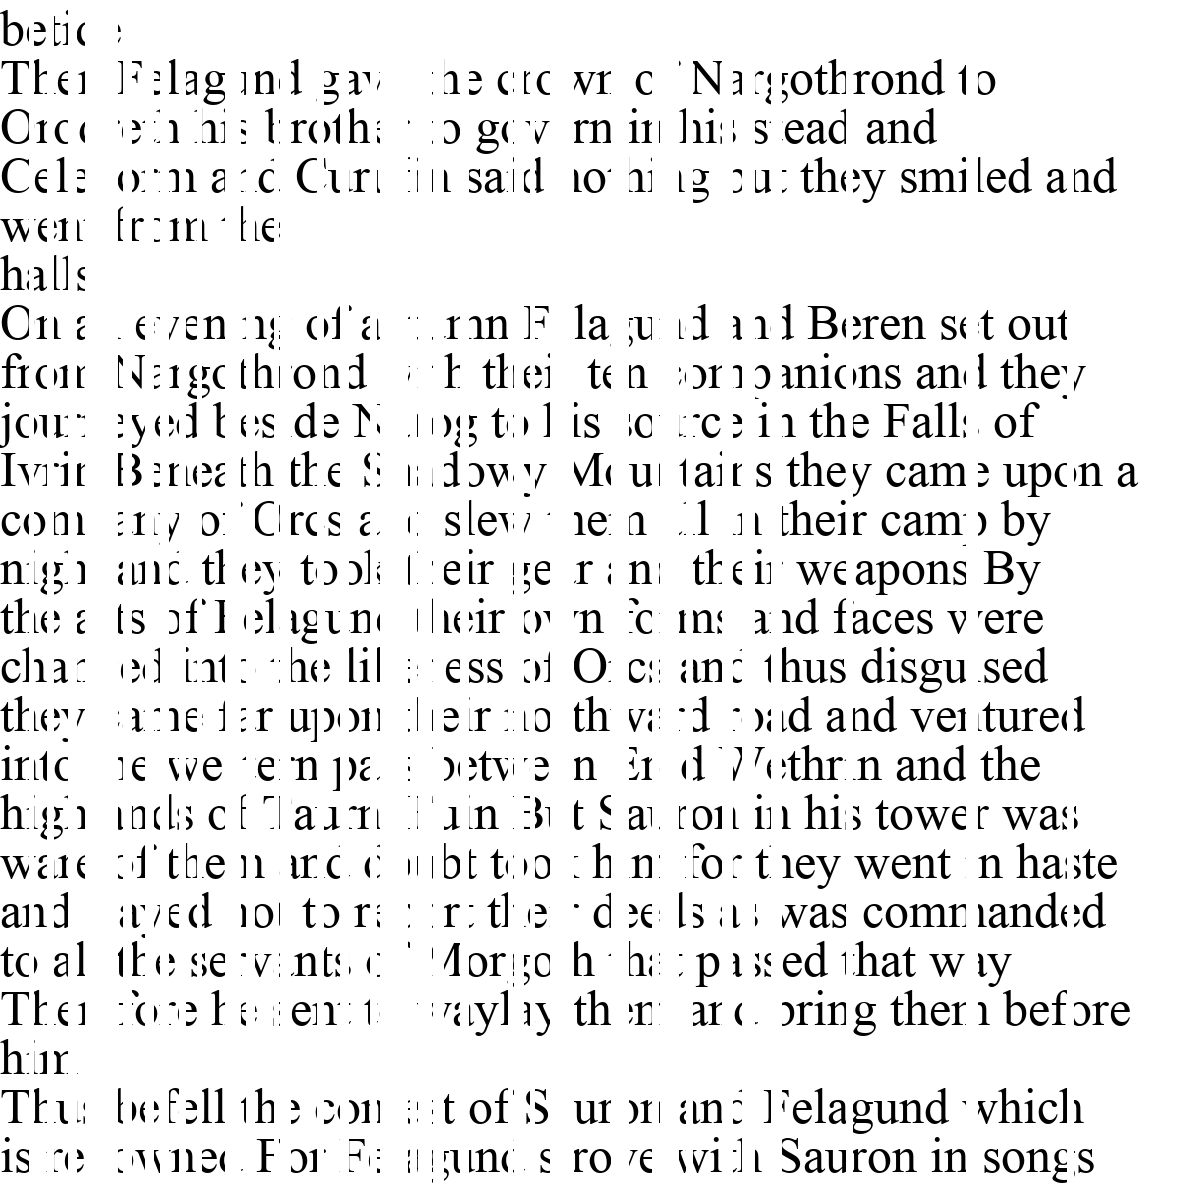 betide
Then Felagund gave the crown of Nargothrond to
Orodreth his brother to govern in his stead and
Celegorm and Curufin said nothing but they smiled and
went from the
halls
On an evening of autumn Felagund and Beren set out
from Nargothrond with their ten companions and they
journeyed beside Narog to his source in the Falls of
Ivrin Beneath the Shadowy Mountains they came upon a
company of Orcs and slew them all in their camp by
night and they took their gear and their weapons By
the arts of Felagund their own forms and faces were
changed into the likeness of Orcs and thus disguised
they came far upon their northward road and ventured
into the western pass between Ered Wethrin and the
highlands of Taurnu Fuin But Sauron in his tower was
ware of them and doubt took him for they went in haste
and stayed not to report their deeds as was commanded
to all the servants of Morgoth that passed that way
Therefore he sent to waylay them and bring them before
him
Thus befell the contest of Sauron and Felagund which
is renowned For Felagund strove with Sauron in songs